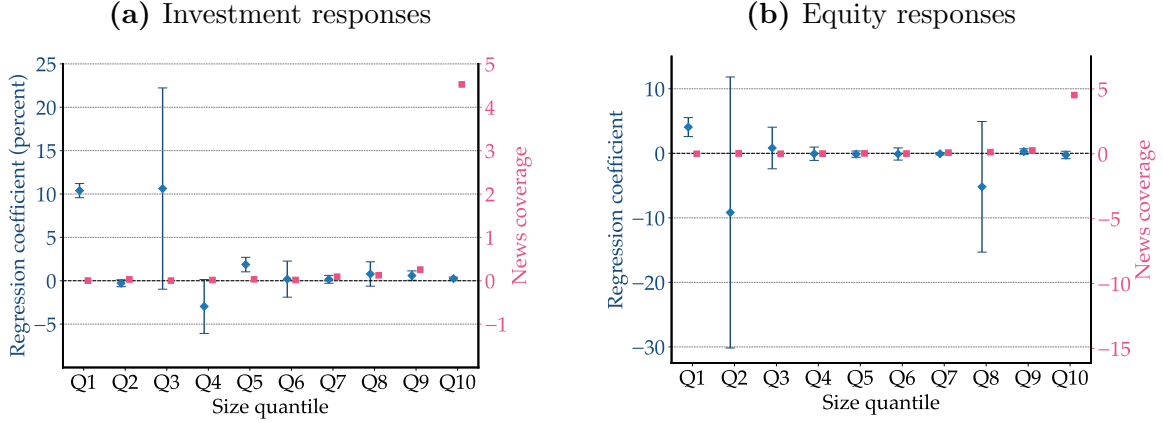 (a) Investment responses
25
20
15
10
5
0
−5
Regression coefficient (percent)
5
4
3
2
1
0
−1
News coverage
Q1 Q2 Q3 Q4 Q5 Q6 Q7 Q8 Q9 Q10
Size quantile
(b) Equity responses
10
0
−10
−20
−30
Regression coefficient
5
0
−5
−10
−15
News coverage
Q1 Q2 Q3 Q4 Q5 Q6 Q7 Q8 Q9 Q10
Size quantile